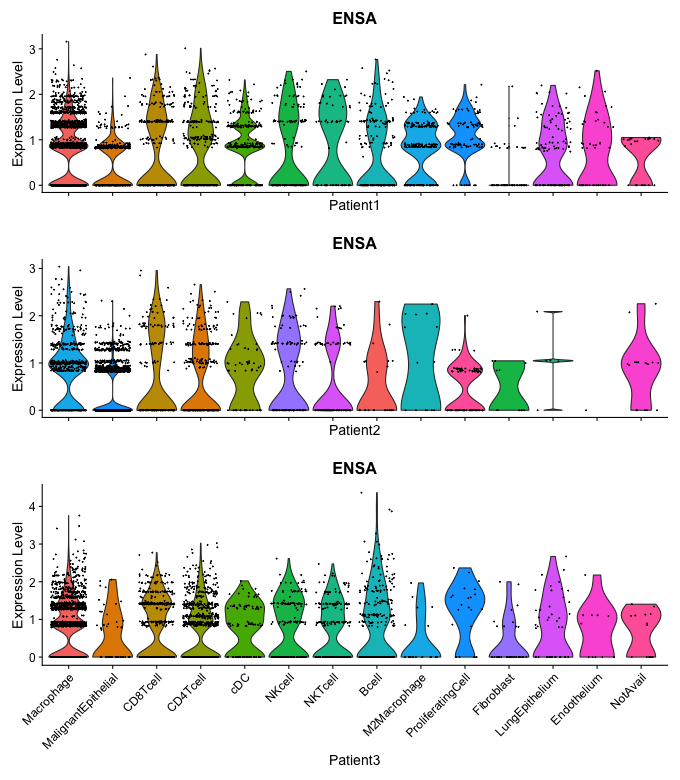 ENSA
Expression Level
3
2
1
0
Patient1
ENSA
Expression Level
3
2
1
0
Patient2
ENSA
Expression Level
4
3
2
1
0
Macrophage
MalignantEpithelial
CD8Tcell
CD4Tcell
cDC
NKcell
NKTcell
Bcell
M2Macrophage
ProliferatingCell
Fibroblast
LungEpithelium
Endothelium
NotAvail
Patient3